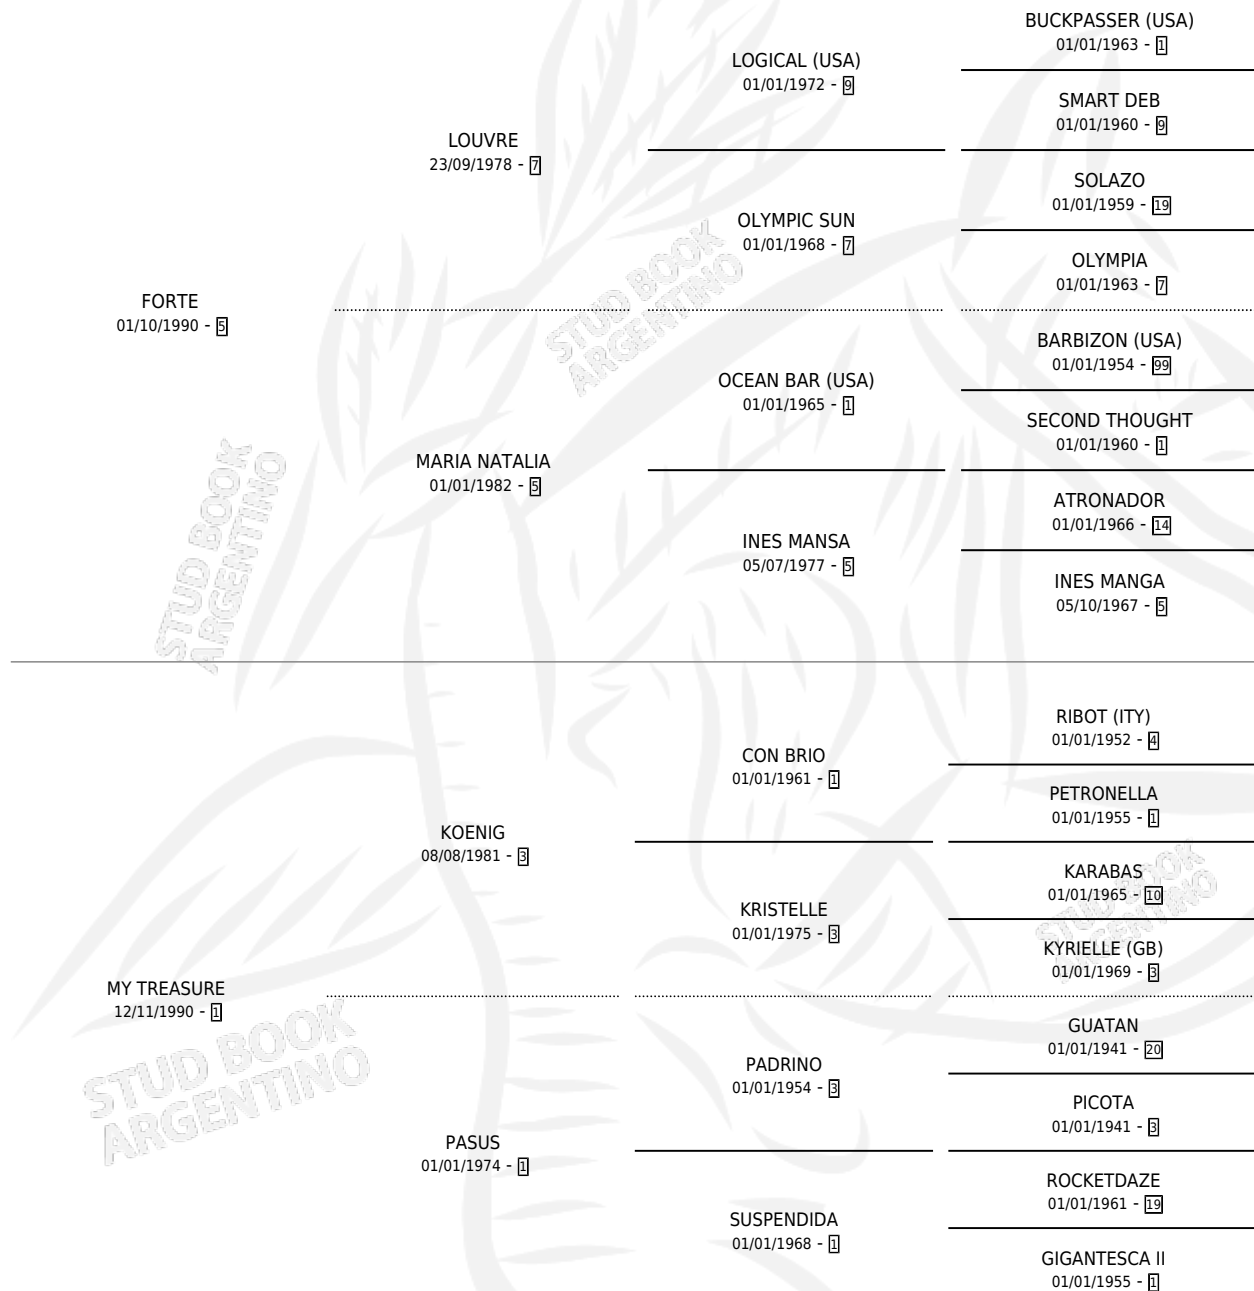 BUCKPASSER (USA)
01/01/1963 - 1
LOGICAL (USA)
01/01/1972 - 9
SMART DEB
01/01/1960 - 9
LOUVRE
23/09/1978 - 7
SOLAZO
01/01/1959 - 19
OLYMPIC SUN
01/01/1968 - 7
OLYMPIA
01/01/1963 - 7
FORTE
01/10/1990 - 5
BARBIZON (USA)
01/01/1954 - 99
OCEAN BAR (USA)
01/01/1965 - 1
SECOND THOUGHT
01/01/1960 - 1
MARIA NATALIA
01/01/1982 - 5
ATRONADOR
01/01/1966 - 14
INES MANSA
05/07/1977 - 5
INES MANGA
05/10/1967 - 5
RIBOT (ITY)
01/01/1952 - 4
CON BRIO
01/01/1961 - 1
PETRONELLA
01/01/1955 - 1
KOENIG
08/08/1981 - 3
KARABAS
01/01/1965 - 10
KRISTELLE
01/01/1975 - 3
KYRIELLE (GB)
01/01/1969 - 3
MY TREASURE
12/11/1990 - 1
GUATAN
01/01/1941 - 20
PADRINO
01/01/1954 - 3
PICOTA
01/01/1941 - 3
PASUS
01/01/1974 - 1
ROCKETDAZE
01/01/1961 - 19
SUSPENDIDA
01/01/1968 - 1
GIGANTESCA II
01/01/1955 - 1
STUD BOOK
ARGENTINO
STUD BOOK
ARGENTINO
STUD BOOK
ARGENTINO
STUD BOOK
ARGENTINO